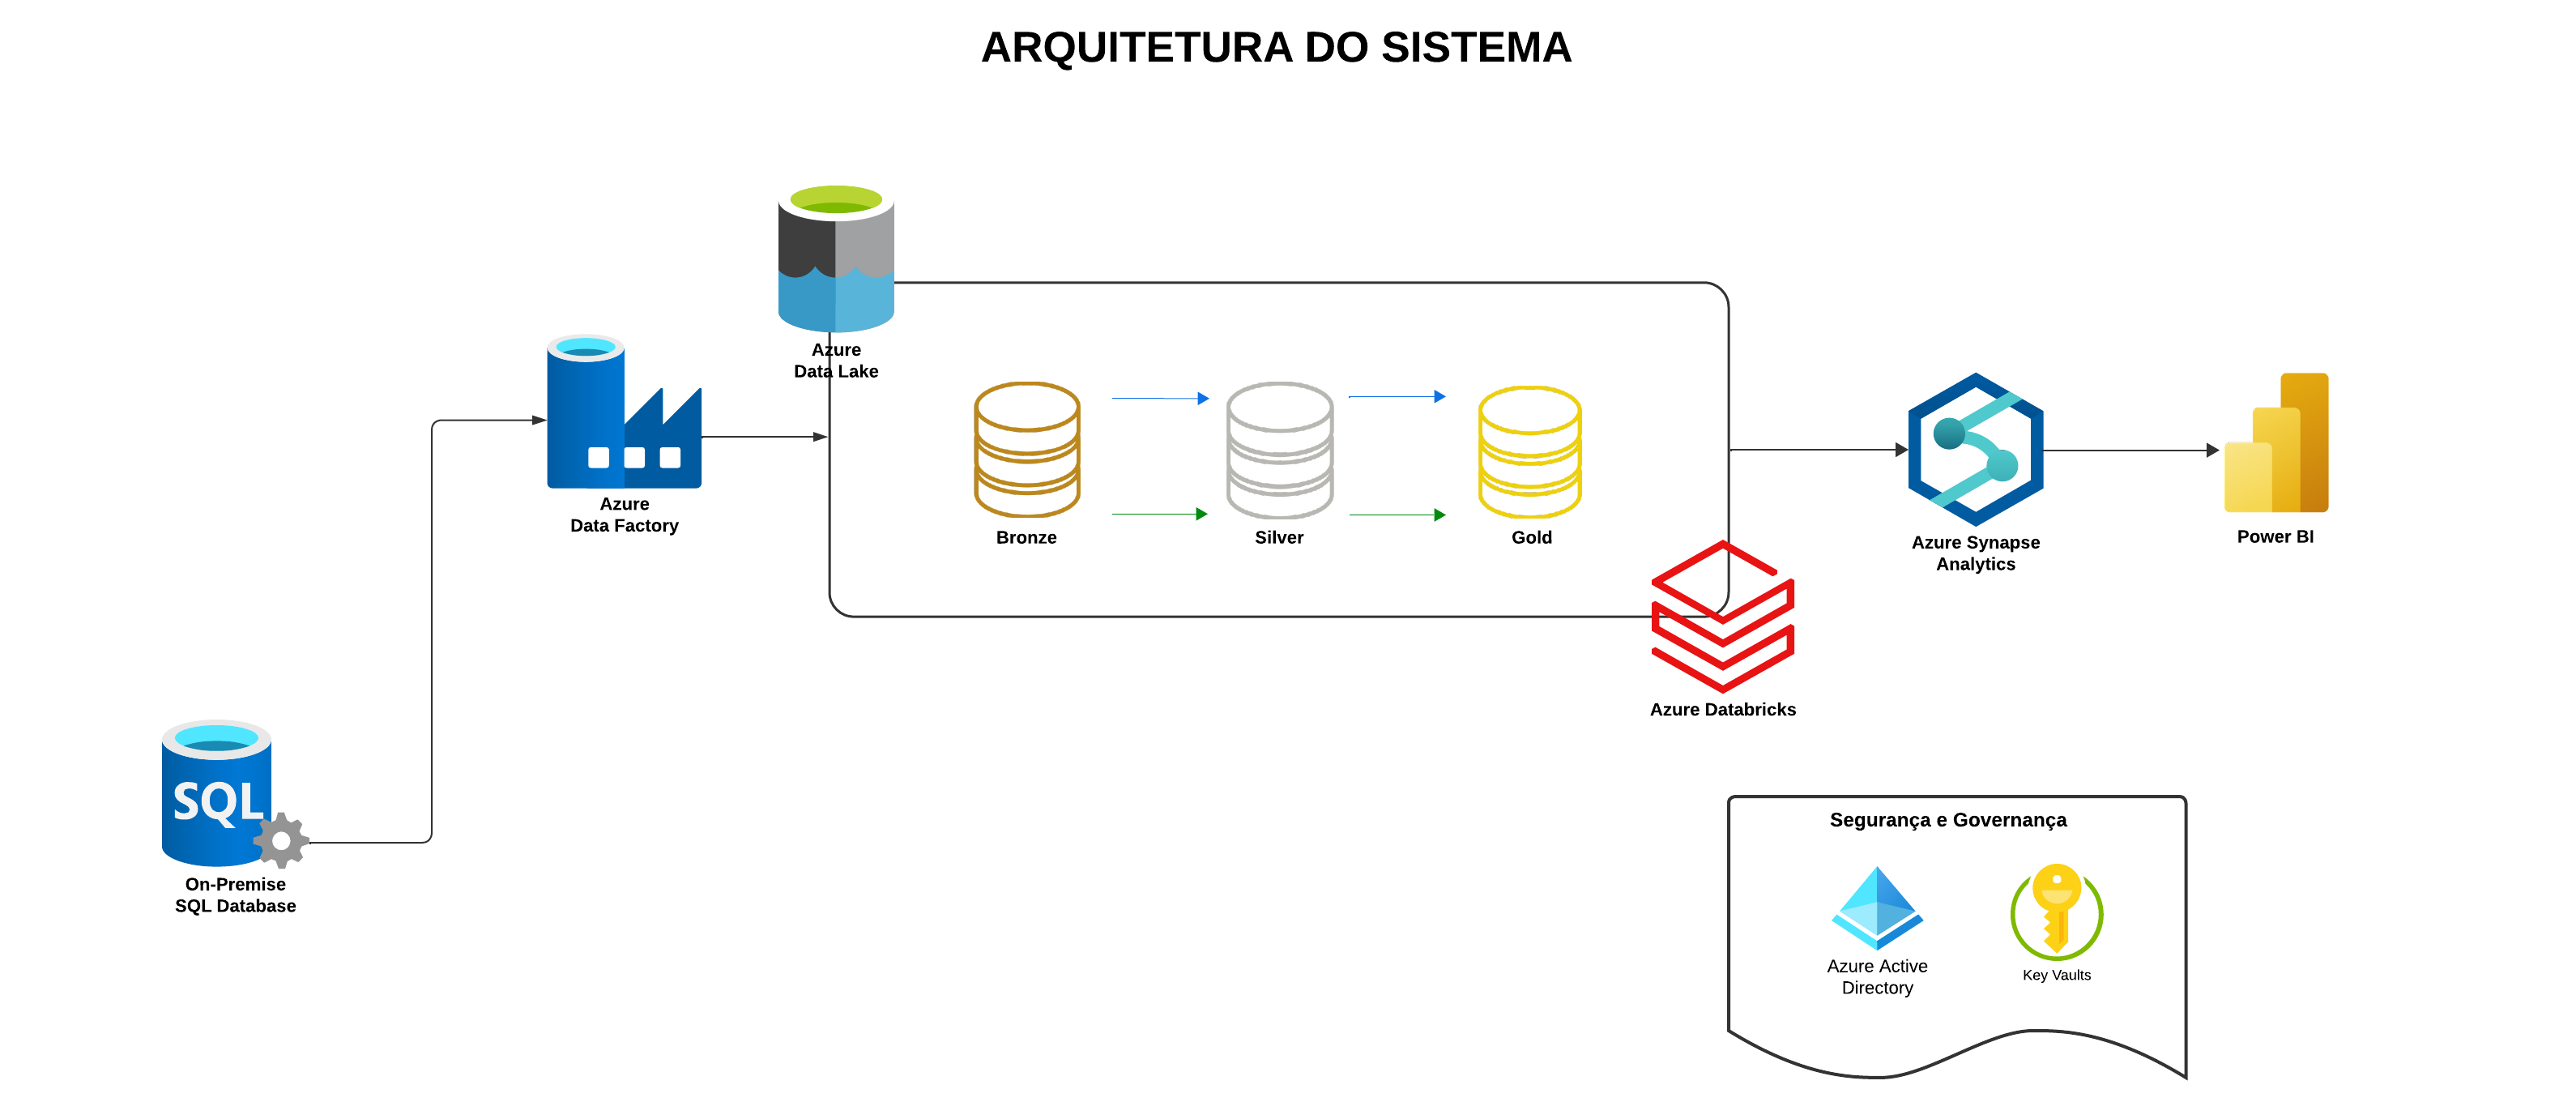 ARQUITETURA DO SISTEMA
Azure
Data Lake
Azure
Data Factory
Bronze
Silver
Gold
Azure Synapse
Analytics
Power BI
Azure Databricks
SQL
On-Premise
SQL Database
Segurança e Governança
Azure Active
Directory
Key Vaults